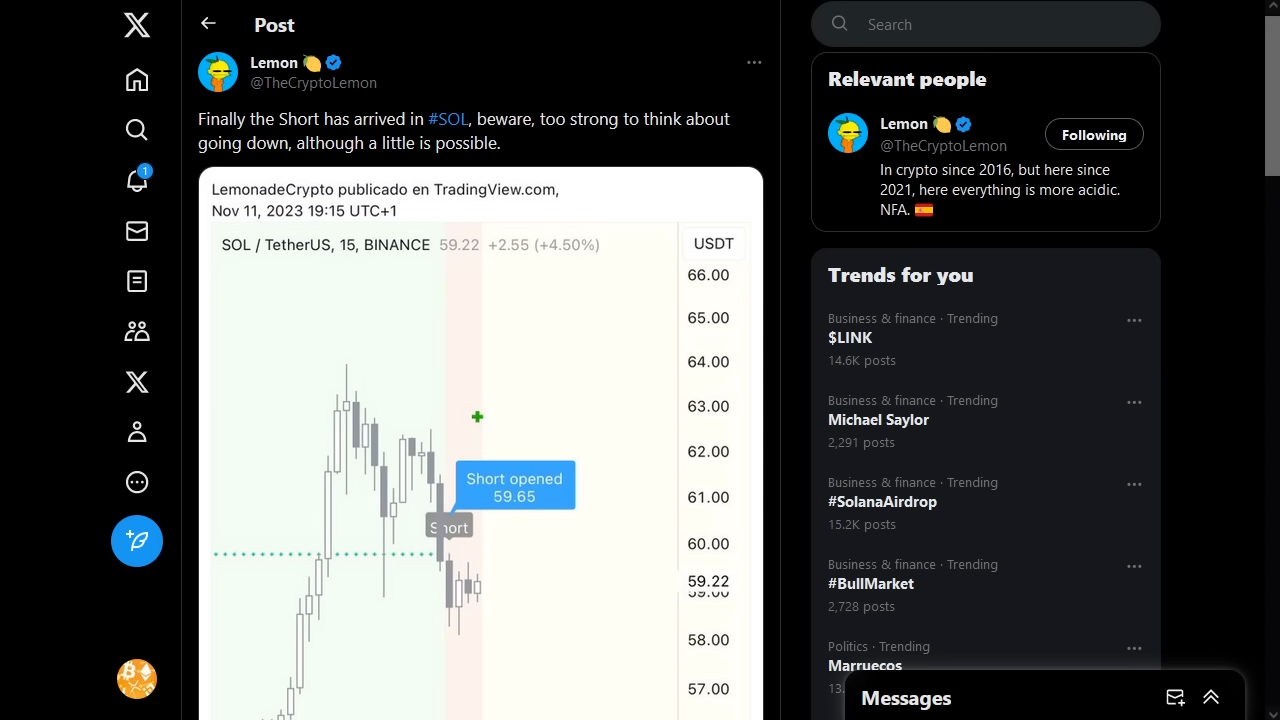 Post
Search
Lemon 🍋
@TheCryptoLemon
Finally the Short has arrived in #SOL, beware, too strong to think about
going down, although a little is possible.
LemonadeCrypto publicado en TradingView.com,
Nov 11, 2023 19:15 UTC+1
SOL / TetherUS, 15, BINANCE 59.22 +2.55 (+4.50%)
USDT
66.00
65.00
64.00
63.00
62.00
61.00
60.00
59.22
59.00
58.00
57.00
Short opened
59.65
Short
1
Relevant people
Lemon 🍋
@TheCryptoLemon
Following
In crypto since 2016, but here since
2021, here everything is more acidic.
NFA. 🇪🇸
Trends for you
Business & finance · Trending
$LINK
14.6K posts
Business & finance · Trending
Michael Saylor
2,291 posts
Business & finance · Trending
#SolanaAirdrop
15.2K posts
Business & finance · Trending
#BullMarket
2,728 posts
Politics · Trending
Marruecos
Messages